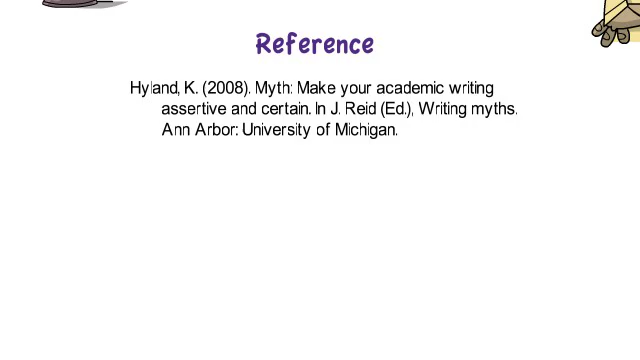 Reference
Hyland, K. (2008). Myth: Make your academic writing
assertive and certain. In J. Reid (Ed.), Writing myths.
Ann Arbor: University of Michigan.